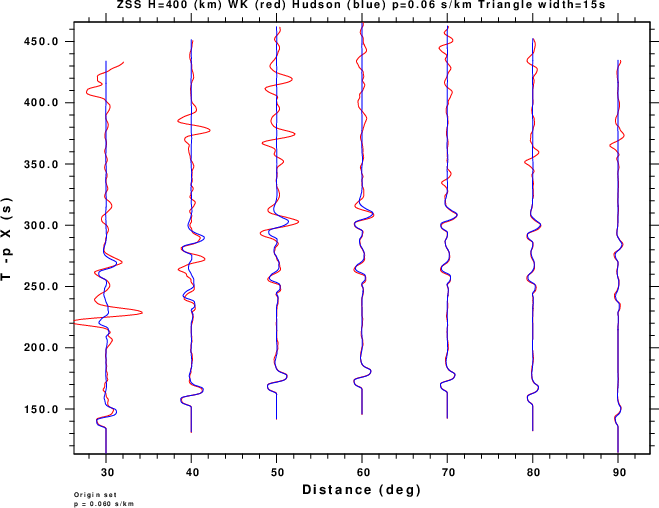 ZSS H=400 (km) WK (red) Hudson (blue) p=0.06 s/km Triangle width=15s
450.0
400.0
350.0
300.0
250.0
200.0
150.0
T -p X (s)
30 40 50 60 70 80 90
Distance (deg)
Origin set
p = 0.060 s/km